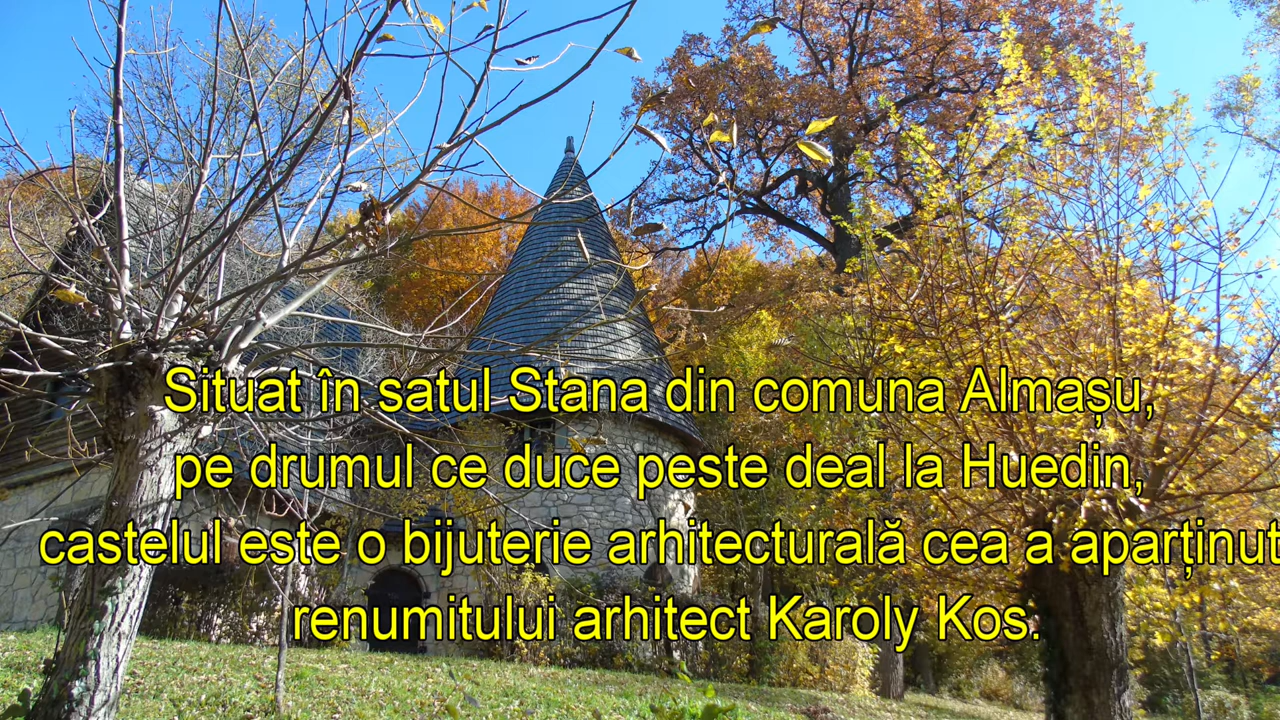 Situat în satul Stana din comuna Almașu,
pe drumul ce duce peste deal la Huedin,
castelul este o bijuterie arhitecturală cea a aparținut
renumitului arhitect Karoly Kos.